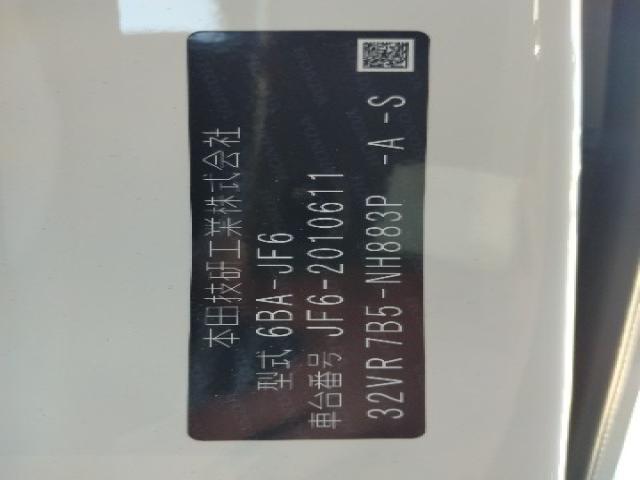 本田技研工業株式会社
型式 6BA-JF6
車台番号 JF6-2010611
32VR 7B5-NH883P -A -S